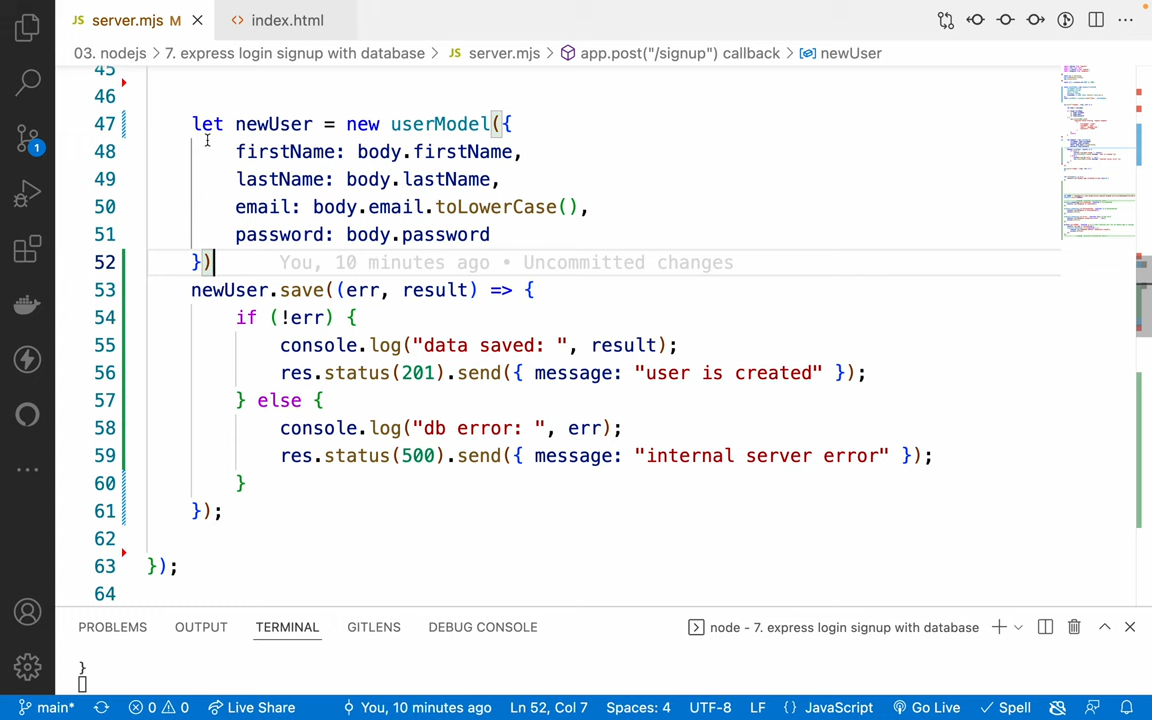 JS server.mjs M
<> index.html
03. nodejs > 7. express login signup with database > JS server.mjs > app.post("/signup") callback > newUser
45
46
47 let newUser = new userModel({
48 firstName: body.firstName,
49 lastName: body.lastName,
50 email: body.email.toLowerCase(),
51 password: body.password
52 }) You, 10 minutes ago • Uncommitted changes
53 newUser.save((err, result) => {
54 if (!err) {
55 console.log("data saved: ", result);
56 res.status(201).send({ message: "user is created" });
57 } else {
58 console.log("db error: ", err);
59 res.status(500).send({ message: "internal server error" });
60 }
61 });
62
63 });
64
1
PROBLEMS OUTPUT TERMINAL GITLENS DEBUG CONSOLE
node - 7. express login signup with database
}
main* 0 0 Live Share You, 10 minutes ago Ln 52, Col 7 Spaces: 4 UTF-8 LF {} JavaScript Go Live Spell